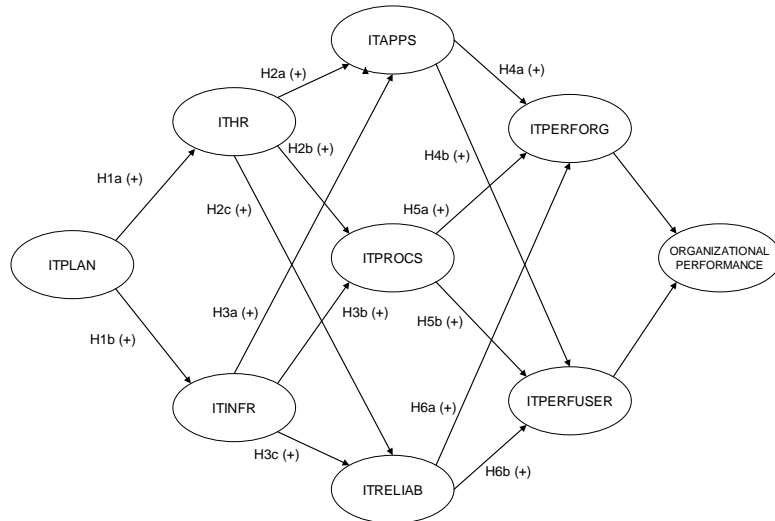 ITAPPS
H2a (+)
H4a (+)
ITHR
ITPERFORG
H2b (+)
H4b (+)
H1a (+)
H2c (+)
H5a (+)
ITPLAN
ITPROCS
ORGANIZATIONAL
PERFORMANCE
H3a (+)
H3b (+)
H5b (+)
H1b (+)
ITINFR
H6a (+)
ITPERFUSER
H3c (+)
H6b (+)
ITRELIAB